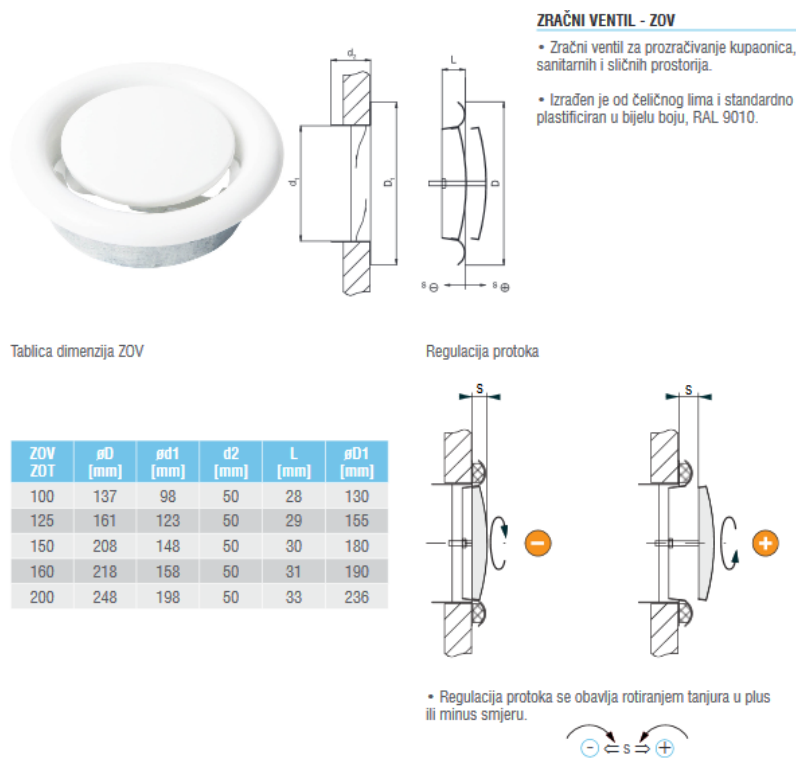 ZRAČNI VENTIL - ZOV
• Zračni ventil za prozračivanje kupaonica,
sanitarnih i sličnih prostorija.
• Izrađen je od čeličnog lima i standardno
plastificiran u bijelu boju, RAL 9010.
d2
L
d1
D1
D
s ⊖
s ⊕
Tablica dimenzija ZOV
ZOV ZOT øD [mm] ød1 [mm] d2 [mm] L [mm] øD1 [mm]
100 137 98 50 28 130
125 161 123 50 29 155
150 208 148 50 30 180
160 218 158 50 31 190
200 248 198 50 33 236
Regulacija protoka
S
S
−
+
• Regulacija protoka se obavlja rotiranjem tanjura u plus
ili minus smjeru.
- ⇐ s ⇒ +